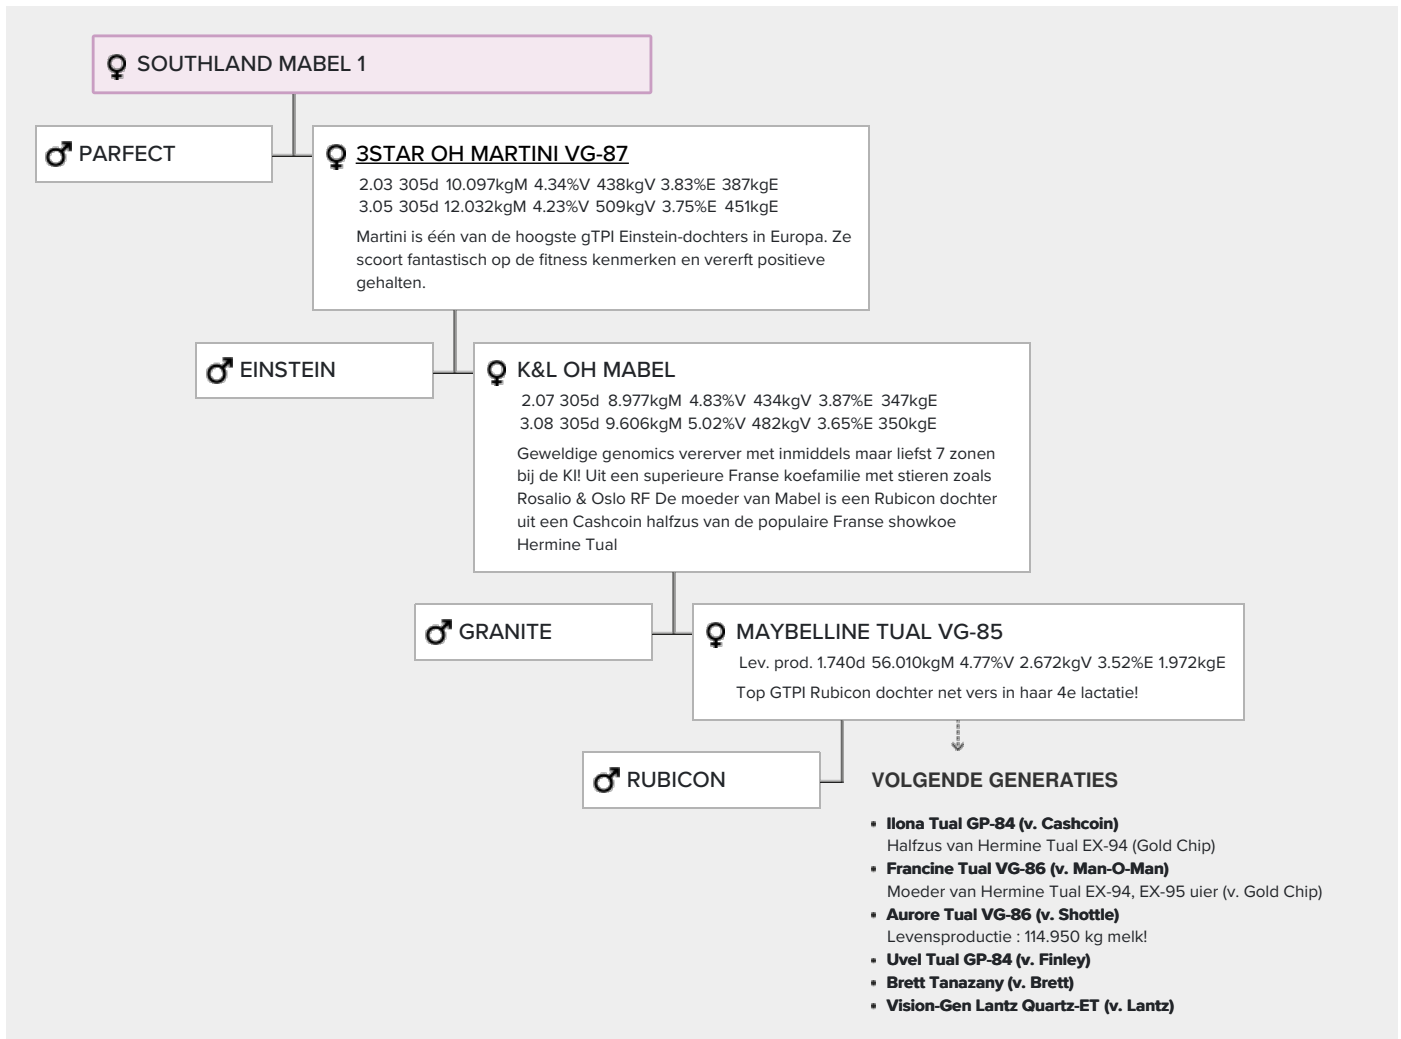 SOUTHLAND MABEL 1
PARFECT
3STAR OH MARTINI VG-87
2.03 305d 10.097kgM 4.34%V 438kgV 3.83%E 387kgE
3.05 305d 12.032kgM 4.23%V 509kgV 3.75%E 451kgE
Martini is één van de hoogste gTPI Einstein-dochters in Europa. Ze
scoort fantastisch op de fitness kenmerken en vererft positieve
gehalten.
EINSTEIN
K&L OH MABEL
2.07 305d 8.977kgM 4.83%V 434kgV 3.87%E 347kgE
3.08 305d 9.606kgM 5.02%V 482kgV 3.65%E 350kgE
Geweldige genomics vererver met inmiddels maar liefst 7 zonen
bij de KI! Uit een superieure Franse koefamilie met stieren zoals
Rosalio & Oslo RF De moeder van Mabel is een Rubicon dochter
uit een Cashcoin halfzus van de populaire Franse showkoe
Hermine Tual
GRANITE
MAYBELLINE TUAL VG-85
Lev. prod. 1.740d 56.010kgM 4.77%V 2.672kgV 3.52%E 1.972kgE
Top GTPI Rubicon dochter net vers in haar 4e lactatie!
RUBICON
VOLGENDE GENERATIES
Ilona Tual GP-84 (v. Cashcoin)
Halfzus van Hermine Tual EX-94 (Gold Chip)
Francine Tual VG-86 (v. Man-O-Man)
Moeder van Hermine Tual EX-94, EX-95 uier (v. Gold Chip)
Aurore Tual VG-86 (v. Shottle)
Levensproductie : 114.950 kg melk!
Uvel Tual GP-84 (v. Finley)
Brett Tanazany (v. Brett)
Vision-Gen Lantz Quartz-ET (v. Lantz)